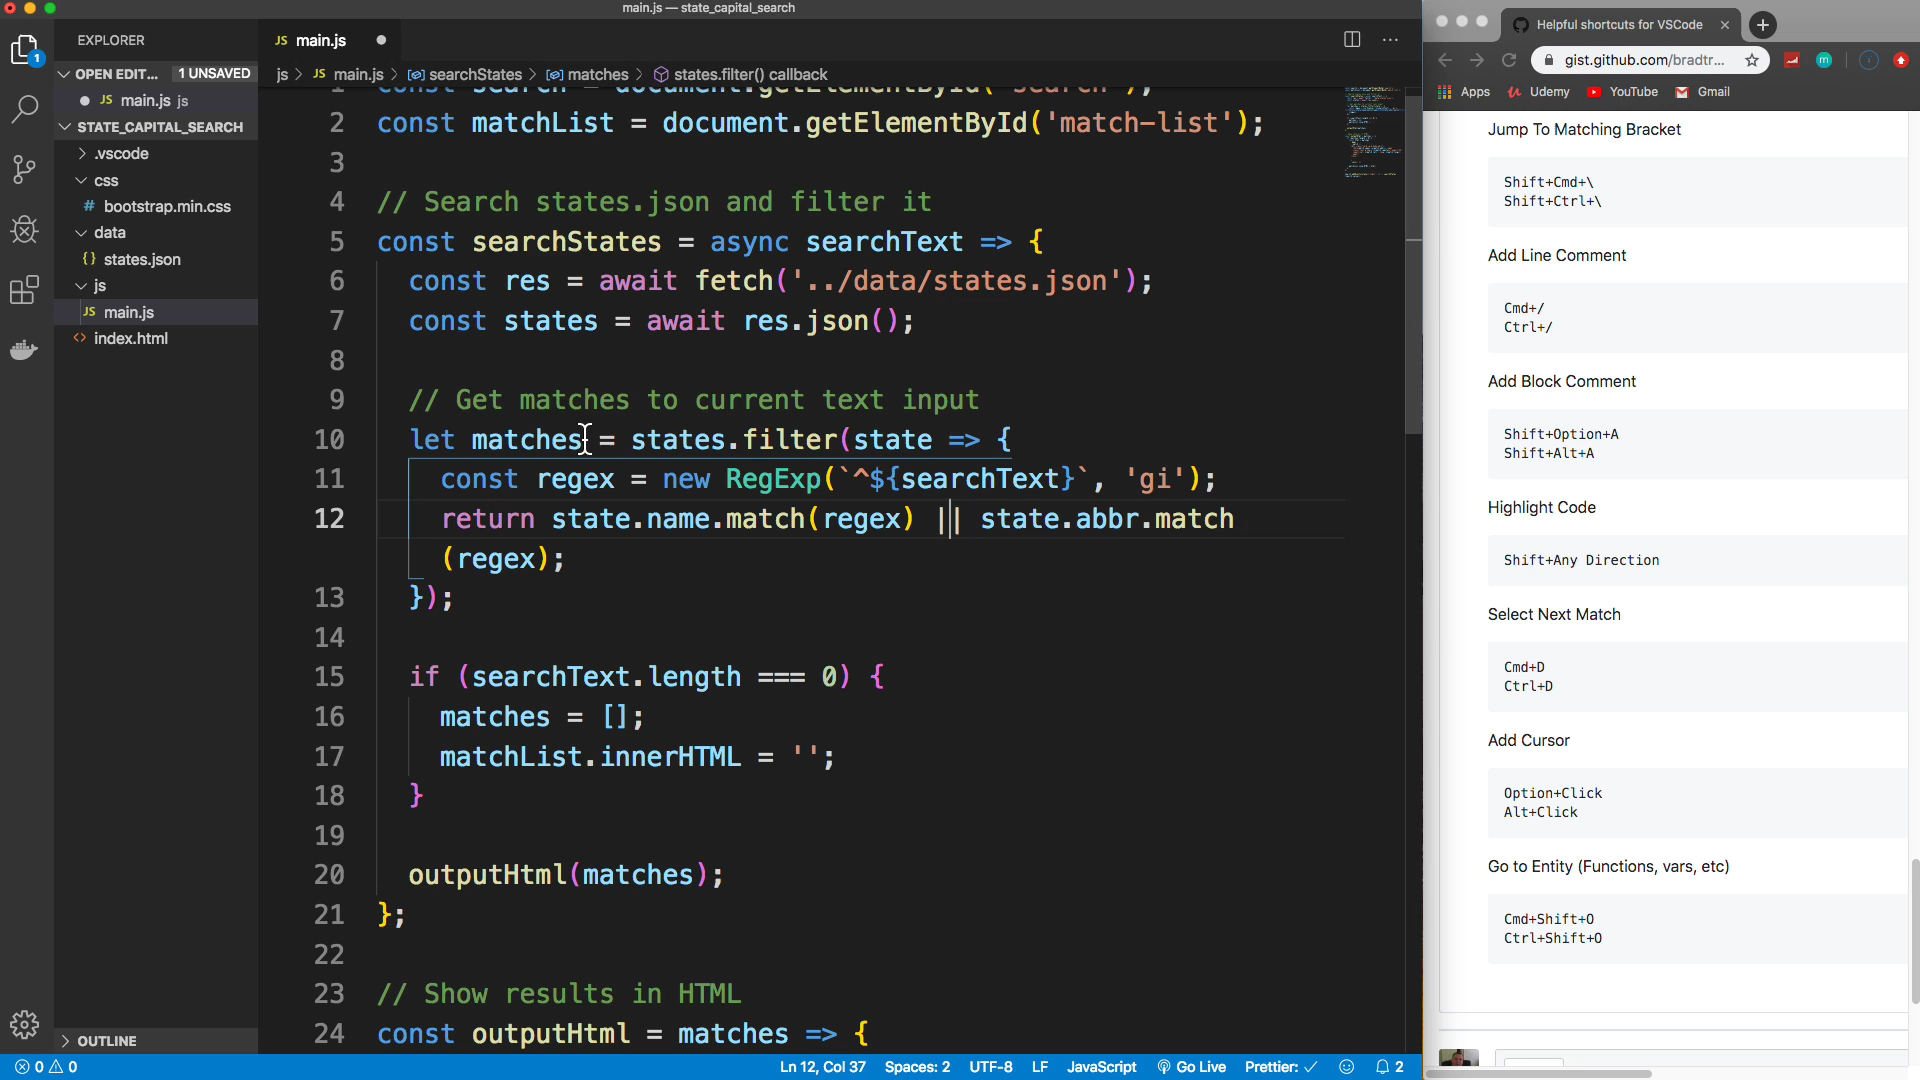 main.js — state_capital_search
EXPLORER
OPEN EDIT... 1 UNSAVED
JS main.js js
STATE_CAPITAL_SEARCH
.vscode
css
# bootstrap.min.css
data
{} states.json
js
JS main.js
<> index.html
OUTLINE
1
JS main.js
js > JS main.js > searchStates > matches > states.filter() callback
1 const search = document.getElementById('search');
2 const matchList = document.getElementById('match-list');
3
4 // Search states.json and filter it
5 const searchStates = async searchText => {
6 const res = await fetch('../data/states.json');
7 const states = await res.json();
8
9 // Get matches to current text input
10 let matches = states.filter(state => {
11 const regex = new RegExp(`^${searchText}`, 'gi');
12 return state.name.match(regex) || state.abbr.match
(regex);
13 });
14
15 if (searchText.length === 0) {
16 matches = [];
17 matchList.innerHTML = '';
18 }
19
20 outputHtml(matches);
21 };
22
23 // Show results in HTML
24 const outputHtml = matches => {
0 0 Ln 12, Col 37 Spaces: 2 UTF-8 LF JavaScript Go Live Prettier: ✓ 2
Helpful shortcuts for VSCode
gist.github.com/bradtr...
Apps Udemy YouTube Gmail
Jump To Matching Bracket
Shift+Cmd+\
Shift+Ctrl+\
Add Line Comment
Cmd+/
Ctrl+/
Add Block Comment
Shift+Option+A
Shift+Alt+A
Highlight Code
Shift+Any Direction
Select Next Match
Cmd+D
Ctrl+D
Add Cursor
Option+Click
Alt+Click
Go to Entity (Functions, vars, etc)
Cmd+Shift+O
Ctrl+Shift+O